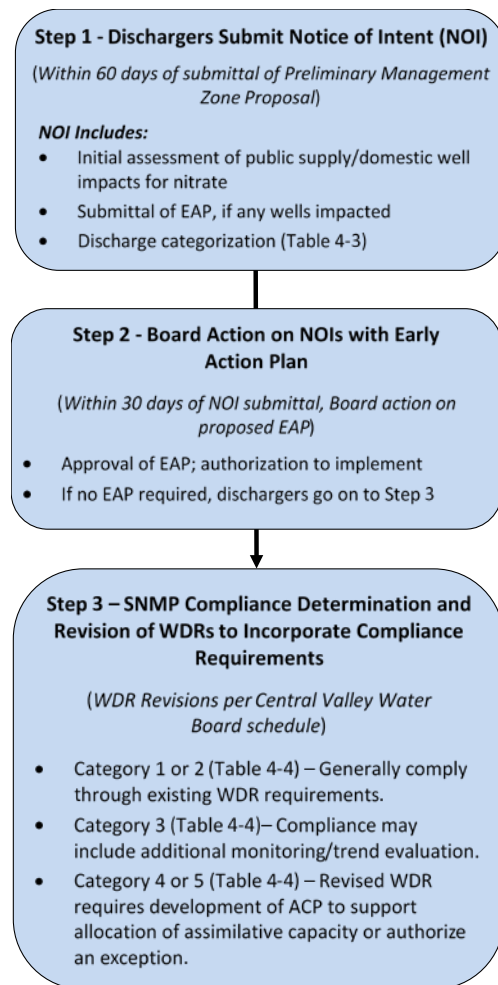 Step 1 - Dischargers Submit Notice of Intent (NOI)
(Within 60 days of submittal of Preliminary Management
Zone Proposal)
NOI Includes:
• Initial assessment of public supply/domestic well
impacts for nitrate
• Submittal of EAP, if any wells impacted
• Discharge categorization (Table 4-3)
Step 2 - Board Action on NOIs with Early
Action Plan
(Within 30 days of NOI submittal, Board action on
proposed EAP)
• Approval of EAP; authorization to implement
• If no EAP required, dischargers go on to Step 3
Step 3 – SNMP Compliance Determination and
Revision of WDRs to Incorporate Compliance
Requirements
(WDR Revisions per Central Valley Water
Board schedule)
• Category 1 or 2 (Table 4-4) – Generally comply
through existing WDR requirements.
• Category 3 (Table 4-4)– Compliance may
include additional monitoring/trend evaluation.
• Category 4 or 5 (Table 4-4) – Revised WDR
requires development of ACP to support
allocation of assimilative capacity or authorize
an exception.